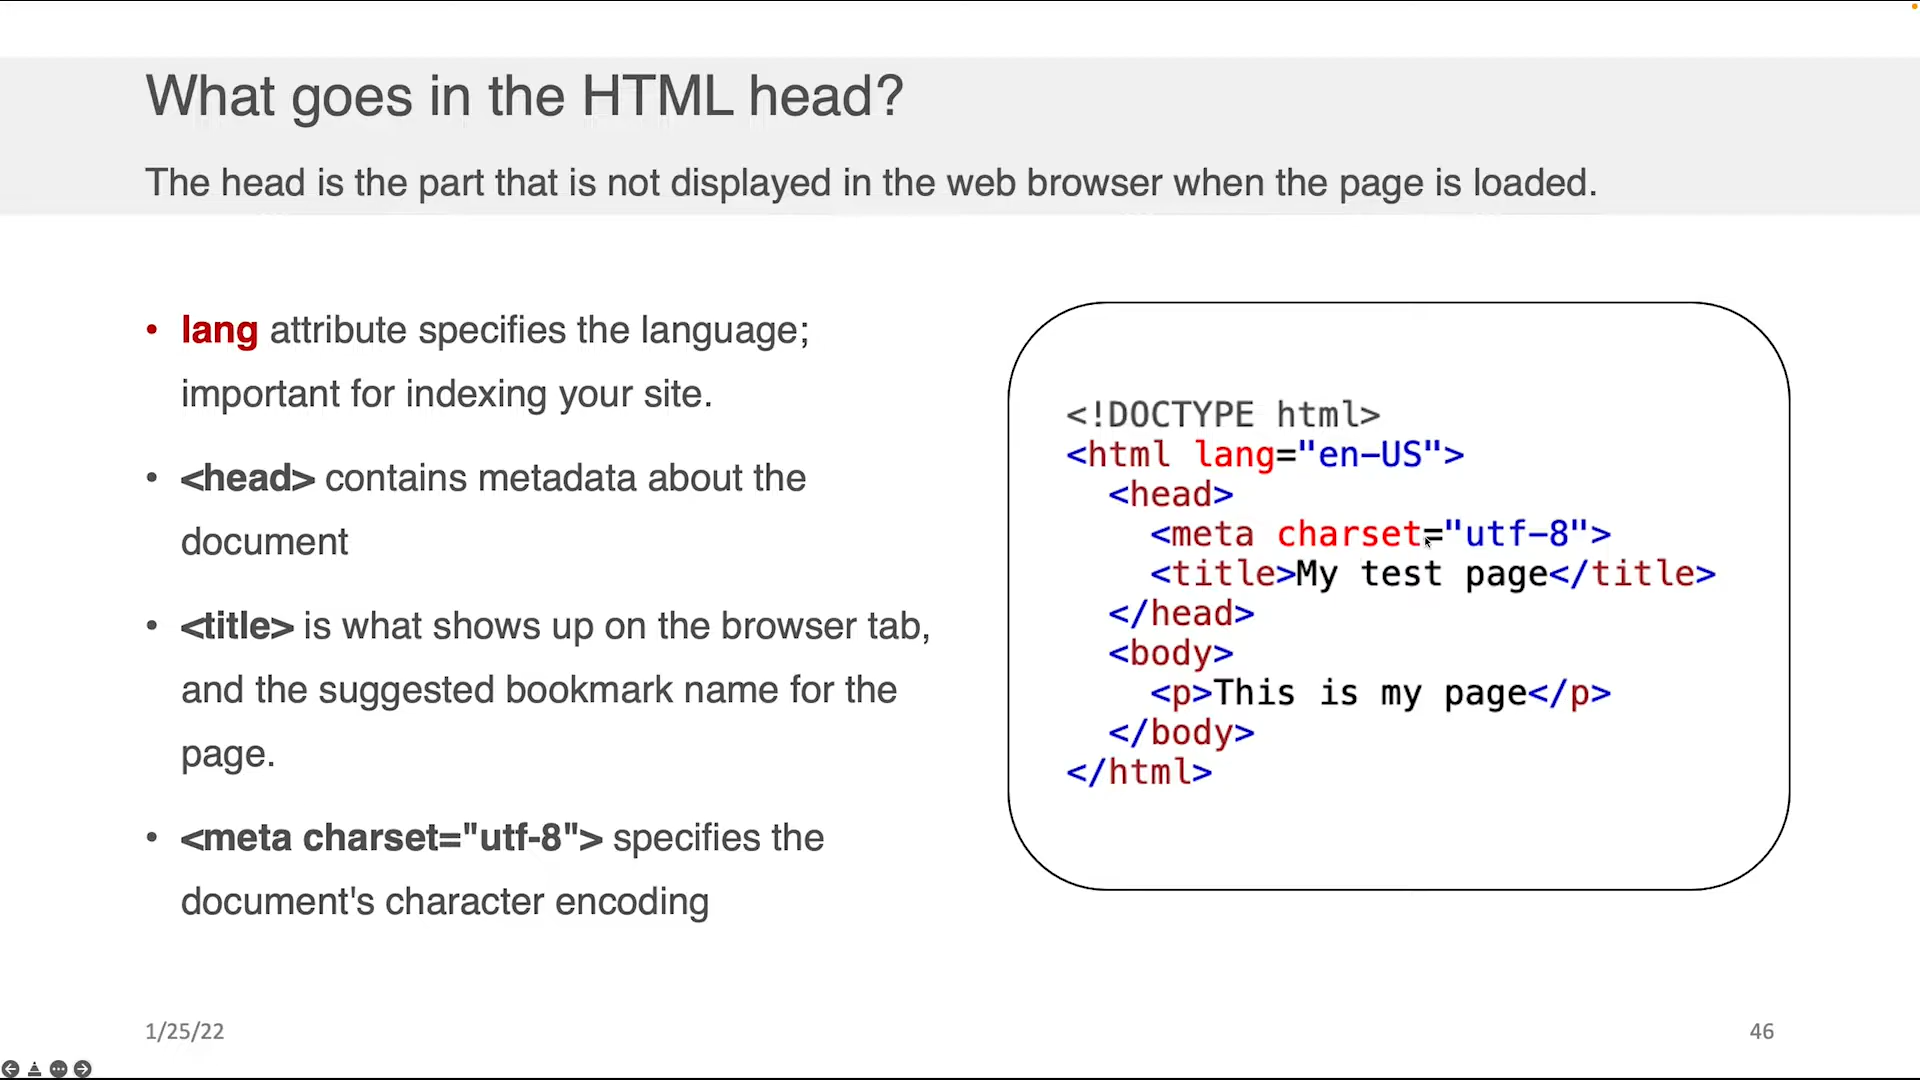 What goes in the HTML head?
The head is the part that is not displayed in the web browser when the page is loaded.
• lang attribute specifies the language;
important for indexing your site.
• <head> contains metadata about the
document
• <title> is what shows up on the browser tab,
and the suggested bookmark name for the
page.
• <meta charset="utf-8"> specifies the
document's character encoding
<!DOCTYPE html>
<html lang="en-US">
<head>
<meta charset="utf-8">
<title>My test page</title>
</head>
<body>
<p>This is my page</p>
</body>
</html>
1/25/22
46